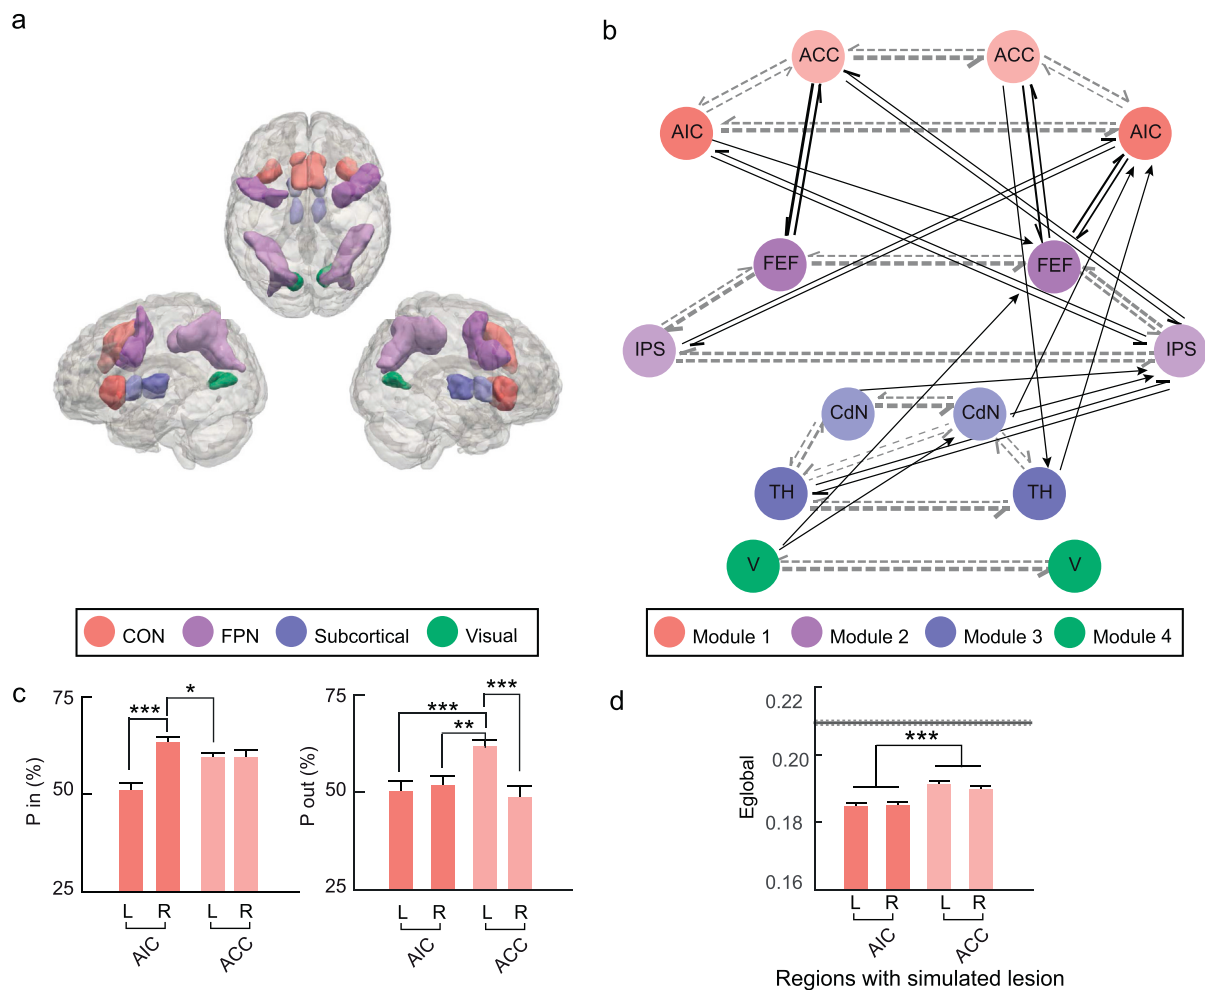 a
b
ACC
ACC
AIC
AIC
FEF
FEF
IPS
IPS
CdN
CdN
TH
TH
V
V
CON
FPN
Subcortical
Visual
Module 1
Module 2
Module 3
Module 4
c
75
50
25
P in (%)
***
*
L
R
L
R
AIC
ACC
75
50
25
P out (%)
***
**
***
L
R
L
R
AIC
ACC
d
0.22
0.20
0.18
0.16
Eglobal
***
L
R
L
R
AIC
ACC
Regions with simulated lesion